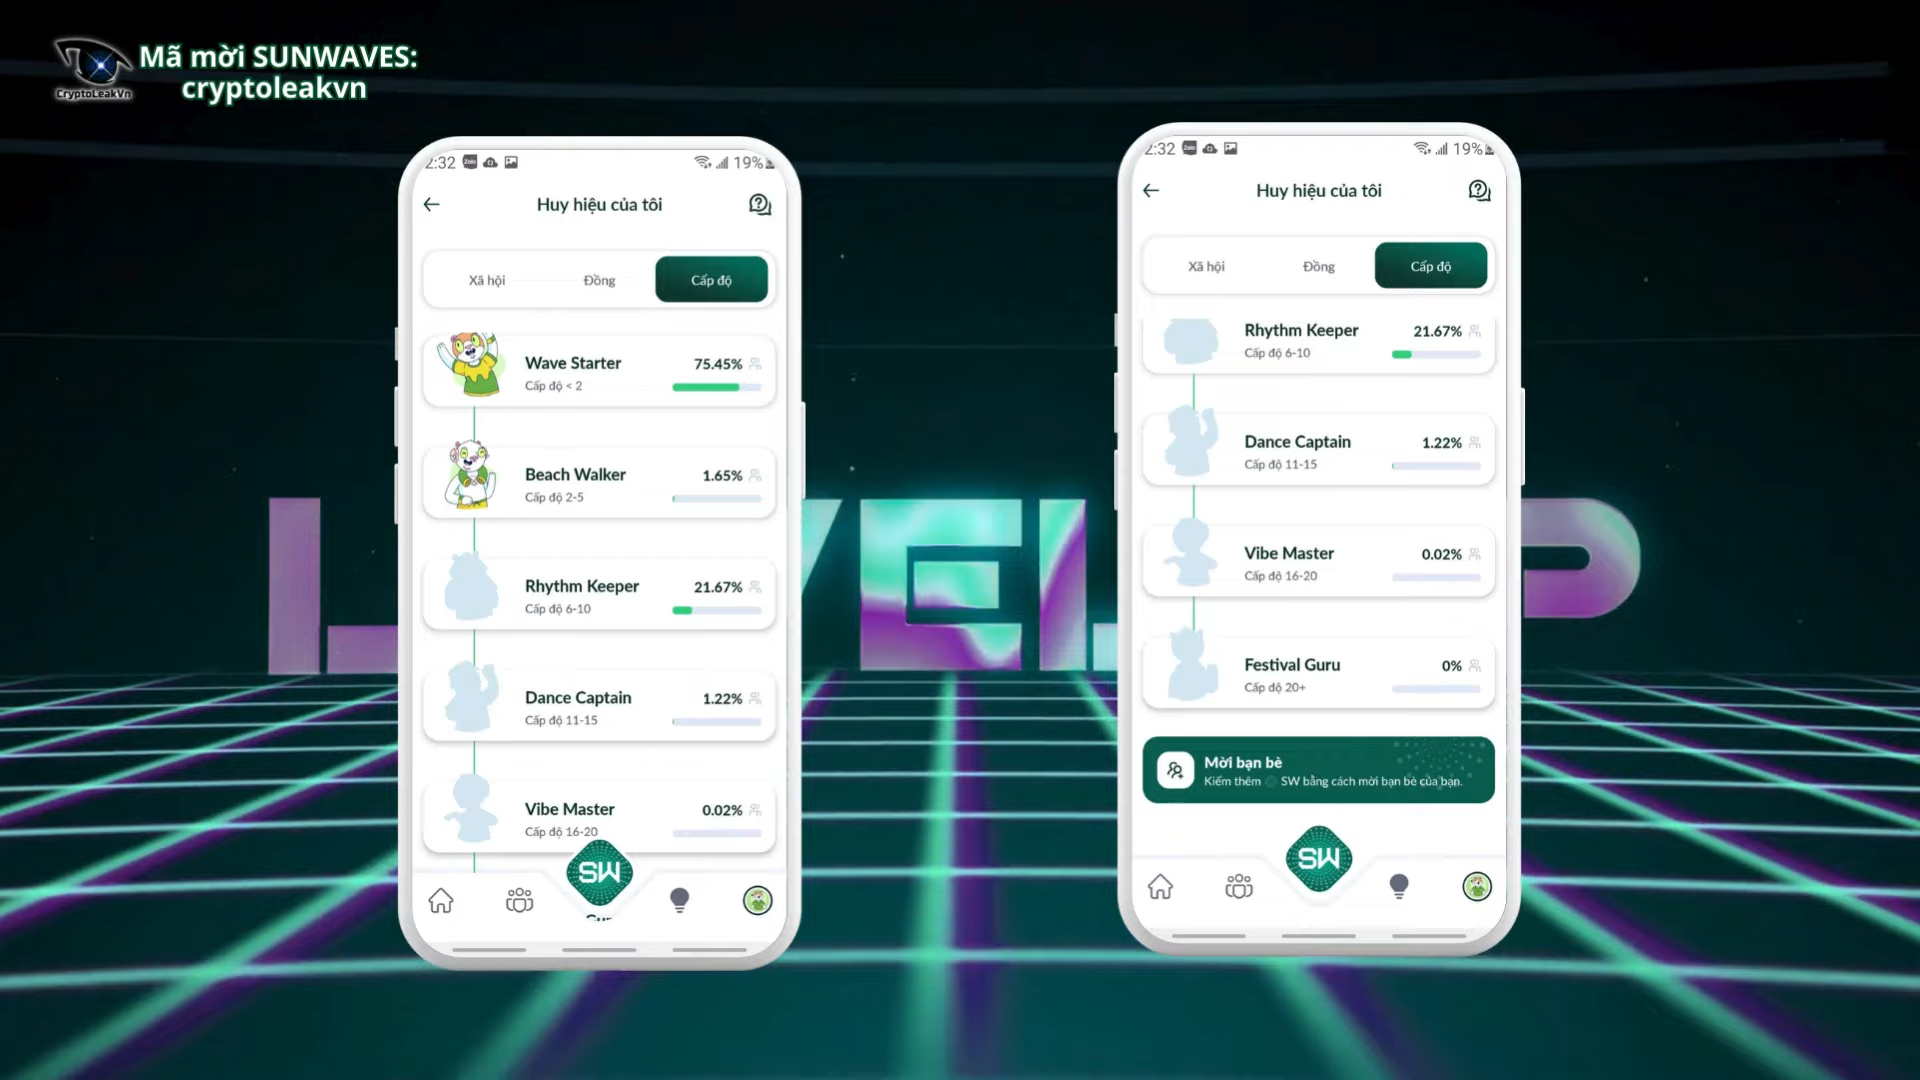 Mã mời SUNWAVES:
cryptoleakvn
CryptoLeakVn
2:32
19%
Huy hiệu của tôi
Xã hội
Đồng
Cấp độ
Wave Starter
75.45%
Cấp độ < 2
Beach Walker
1.65%
Cấp độ 2-5
Rhythm Keeper
21.67%
Cấp độ 6-10
Dance Captain
1.22%
Cấp độ 11-15
Vibe Master
0.02%
Cấp độ 16-20
SW
2:32
19%
Huy hiệu của tôi
Xã hội
Đồng
Cấp độ
Rhythm Keeper
21.67%
Cấp độ 6-10
Dance Captain
1.22%
Cấp độ 11-15
Vibe Master
0.02%
Cấp độ 16-20
Festival Guru
0%
Cấp độ 20+
Mời bạn bè
Kiếm thêm SW bằng cách mời bạn bè của bạn.
SW